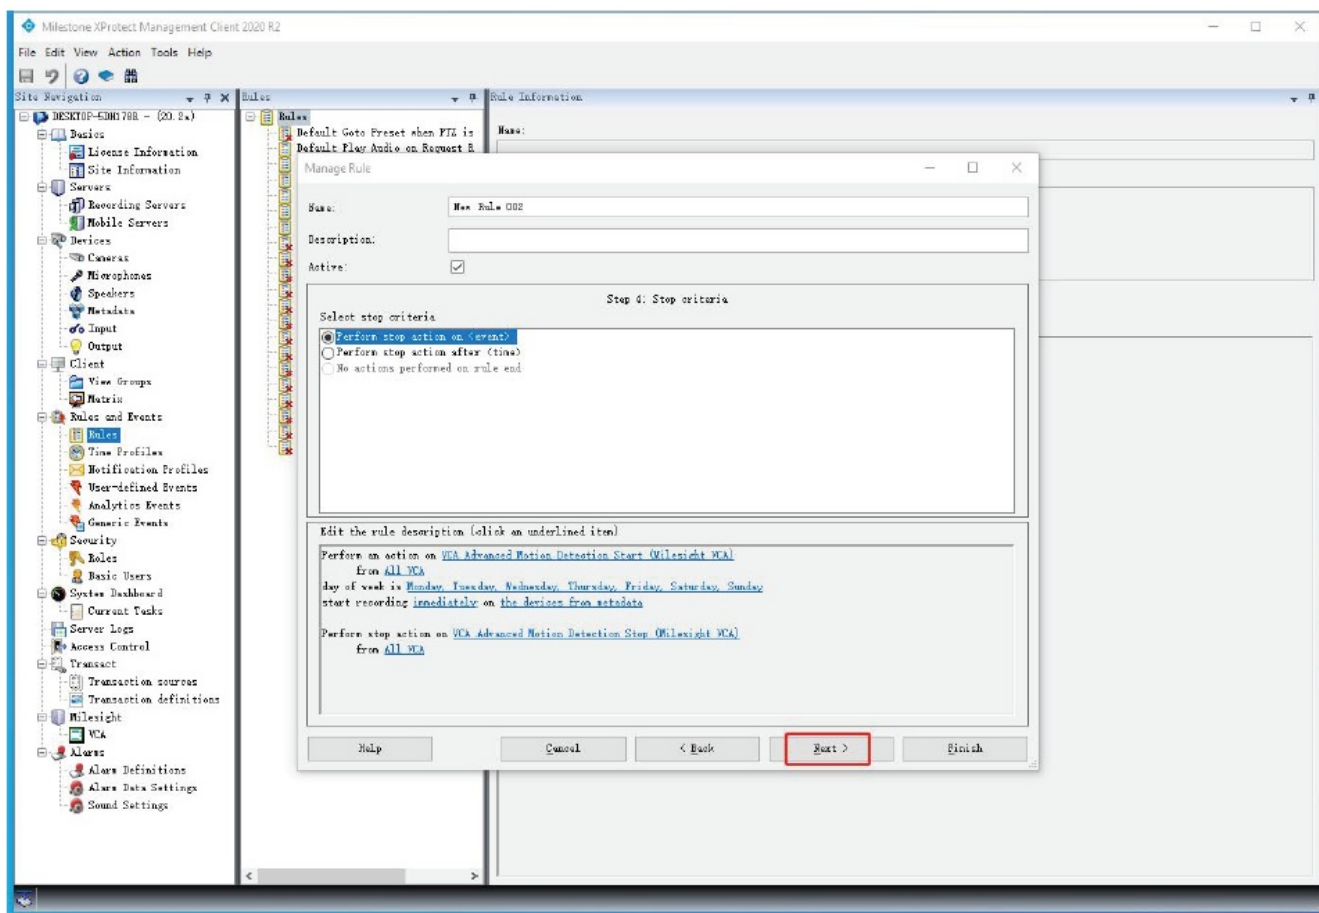 Milestone XProtect Management Client 2020 R2
File Edit View Action Tools Help
Site Navigation
Rules
Rule Information
DESKTOP-5DN178R - (20.2a)
Basics
License Information
Site Information
Servers
Recording Servers
Mobile Servers
Devices
Cameras
Microphones
Speakers
Metadata
Input
Output
Client
View Groups
Matrix
Rules and Events
Rules
Time Profiles
Notification Profiles
User-defined Events
Analytics Events
Generic Events
Security
Roles
Basic Users
System Dashboard
Current Tasks
Server Logs
Access Control
Transact
Transaction sources
Transaction definitions
Milesight
VCA
Alarms
Alarm Definitions
Alarm Data Settings
Sound Settings
Rules
Default Goto Preset when PTZ is
Default Play Audio on Request R
Name:
Manage Rule
Name: New Rule 002
Description:
Active:
Step 4: Stop criteria
Select stop criteria
Perform stop action on <event>
Perform stop action after <time>
No actions performed on rule end
Edit the rule description (click an underlined item)
Perform an action on VCA Advanced Motion Detection Start (Milesight VCA)
from All VCA
day of week is Monday, Tuesday, Wednesday, Thursday, Friday, Saturday, Sunday
start recording immediately on the devices from metadata
Perform stop action on VCA Advanced Motion Detection Stop (Milesight VCA)
from All VCA
Help Cancel < Back Next > Finish